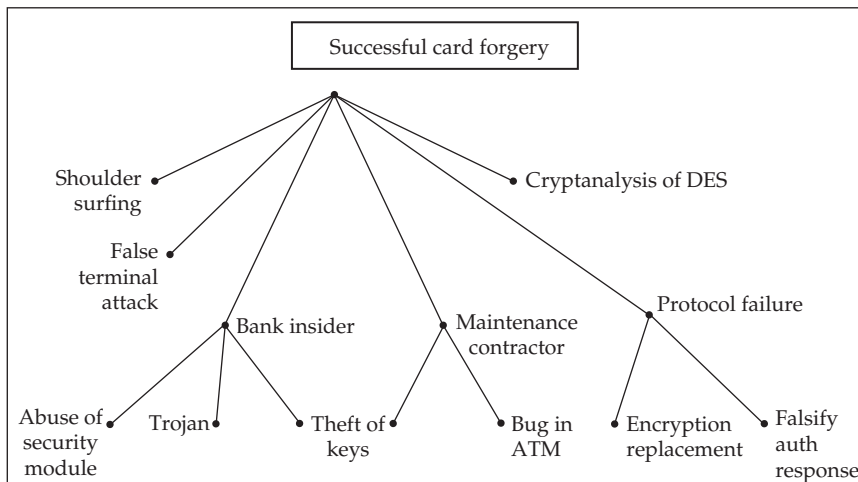 Successful card forgery
Shoulder
surfing
Cryptanalysis of DES
False
terminal
attack
Bank insider
Maintenance
contractor
Protocol failure
Abuse of
security
module
Trojan
Theft of
keys
Bug in
ATM
Encryption
replacement
Falsify
auth
response